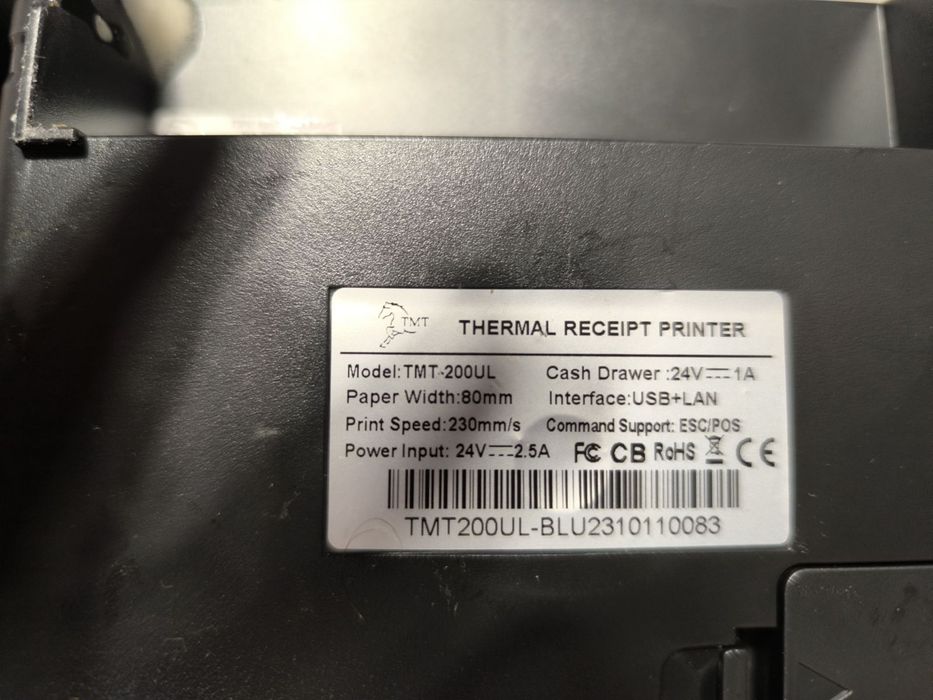 TMT THERMAL RECEIPT PRINTER
Model:TMT-200UL Cash Drawer :24V⎓1A
Paper Width:80mm Interface:USB+LAN
Print Speed:230mm/s Command Support: ESC/POS
Power Input: 24V⎓2.5A FC CB RoHS CE
TMT200UL-BLU2310110083